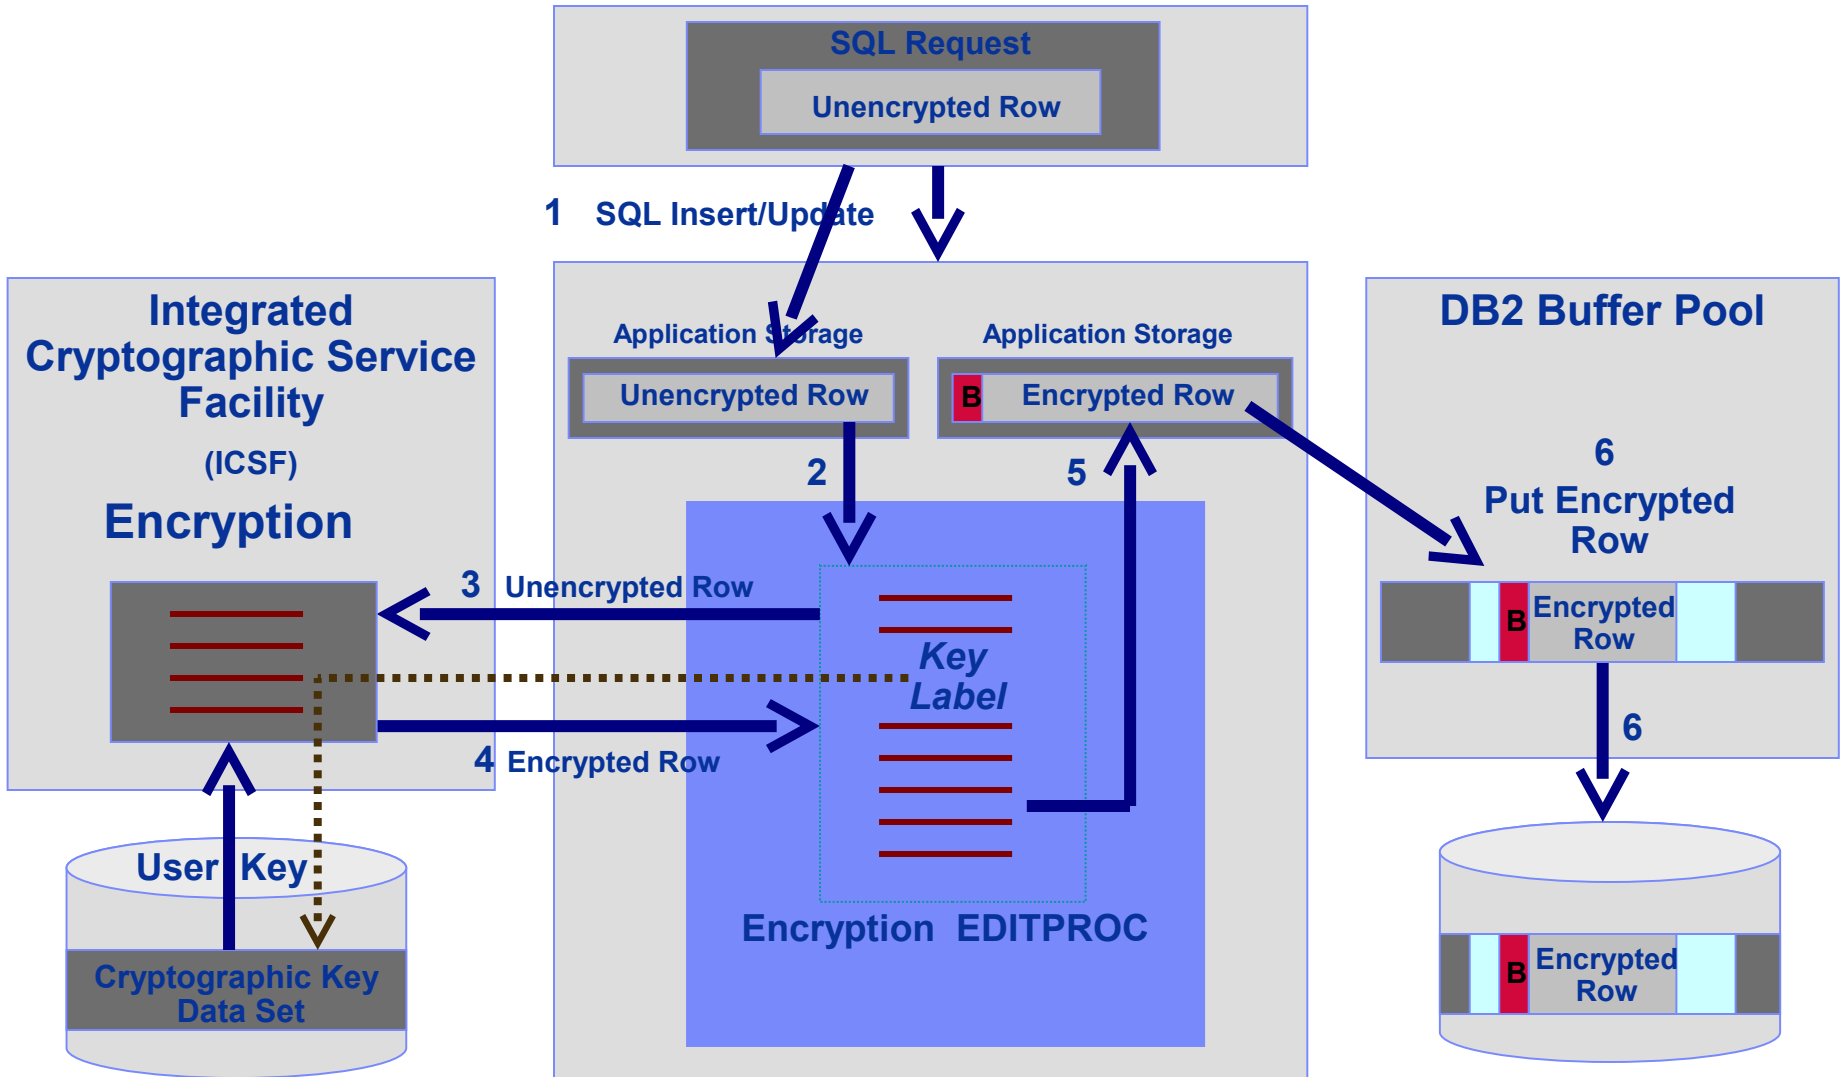 SQL Request
Unencrypted Row
1 SQL Insert/Update
Integrated
Cryptographic Service
Facility
(ICSF)
Encryption
Application Storage
Unencrypted Row
Application Storage
B Encrypted Row
DB2 Buffer Pool
2
5
6
Put Encrypted
Row
3 Unencrypted Row
Key
Label
4 Encrypted Row
B
Encrypted
Row
6
Encryption EDITPROC
User Key
Cryptographic Key
Data Set
B
Encrypted
Row